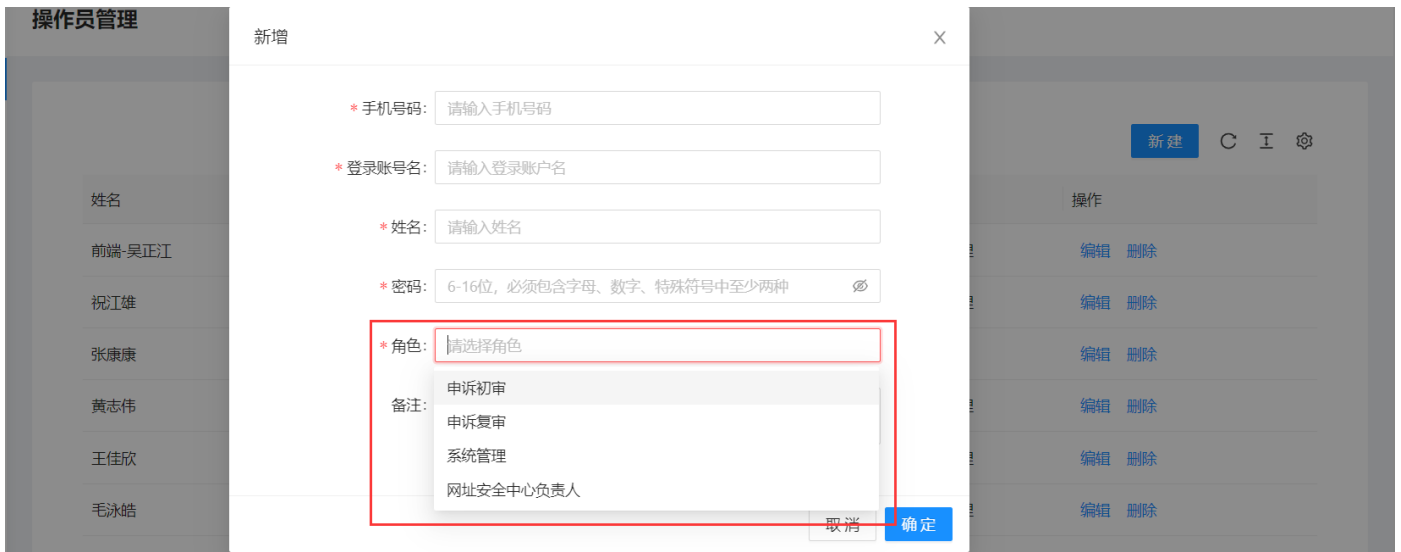 操作员管理
新增
* 手机号码： 请输入手机号码
新建
* 登录账号名： 请输入登录账户名
姓名 操作
* 姓名： 请输入姓名
前端-吴正江 编辑 删除
* 密码： 6-16位，必须包含字母、数字、特殊符号中至少两种
祝江雄 编辑 删除
* 角色： 请选择角色
张康康 编辑 删除
申诉初审
黄志伟 备注： 编辑 删除
申诉复审
王佳欣 系统管理 编辑 删除
网址安全中心负责人
毛泳皓 编辑 删除
取消 确定